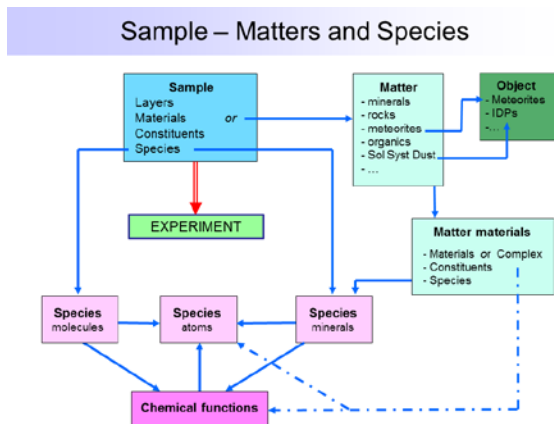 Sample – Matters and Species
Sample
Layers
Materials or
Constituents
Species
Matter
- minerals
- rocks
- meteorites
- organics
- Sol Syst Dust
- ...
Object
- Meteorites
- IDPs
- ...
EXPERIMENT
Matter materials
- Materials or Complex
- Constituents
- Species
Species
molecules
Species
atoms
Species
minerals
Chemical functions